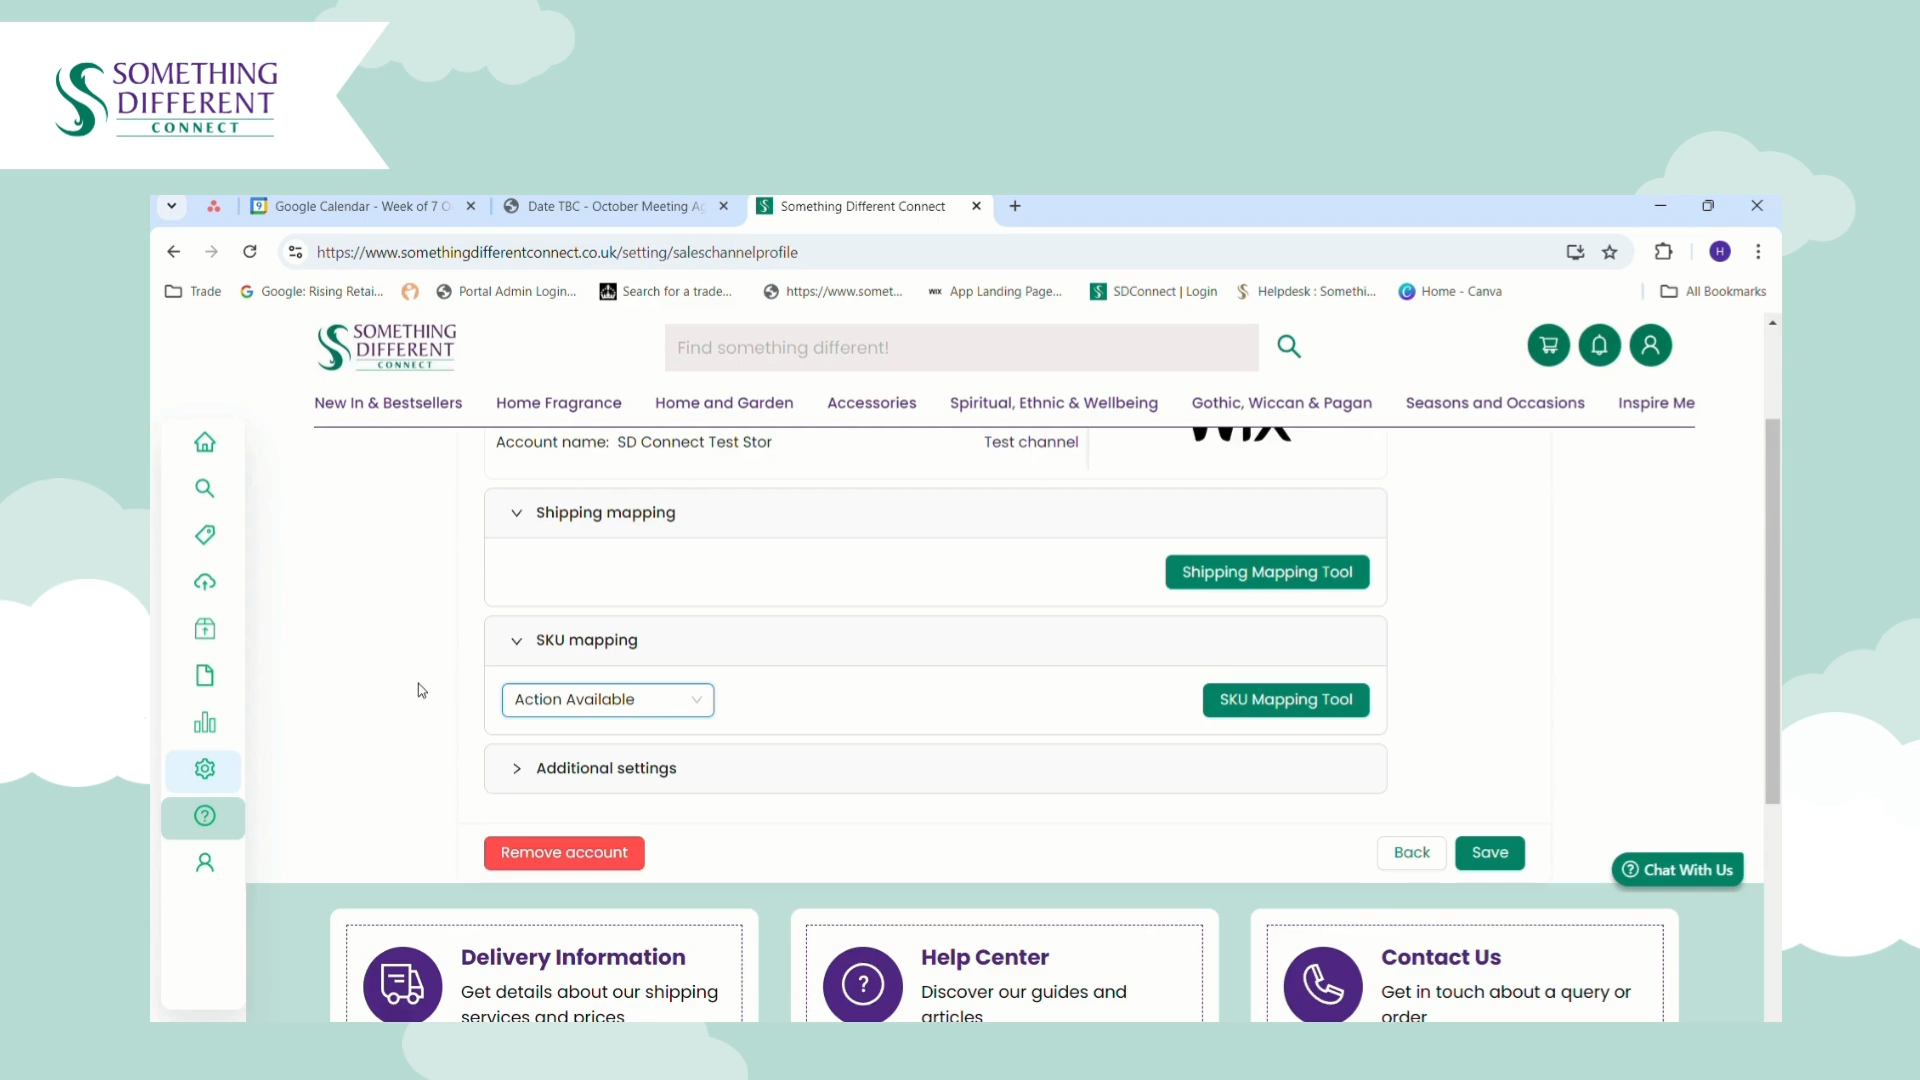 SOMETHING
DIFFERENT
CONNECT
Google Calendar - Week of 7 O
Date TBC - October Meeting Ag
Something Different Connect
https://www.somethingdifferentconnect.co.uk/setting/saleschannelprofile
H
Trade
Google: Rising Retai...
Portal Admin Login...
Search for a trade...
https://www.somet...
WIX App Landing Page...
SDConnect | Login
Helpdesk : Somethi...
Home - Canva
All Bookmarks
SOMETHING
DIFFERENT
CONNECT
Find something different!
New In & Bestsellers
Home Fragrance
Home and Garden
Accessories
Spiritual, Ethnic & Wellbeing
Gothic, Wiccan & Pagan
Seasons and Occasions
Inspire Me
Account name: SD Connect Test Stor
Test channel
WIX
Shipping mapping
Shipping Mapping Tool
SKU mapping
Action Available
SKU Mapping Tool
Additional settings
Remove account
Back
Save
Chat With Us
Delivery Information
Get details about our shipping
services and prices
Help Center
Discover our guides and
articles
Contact Us
Get in touch about a query or
order